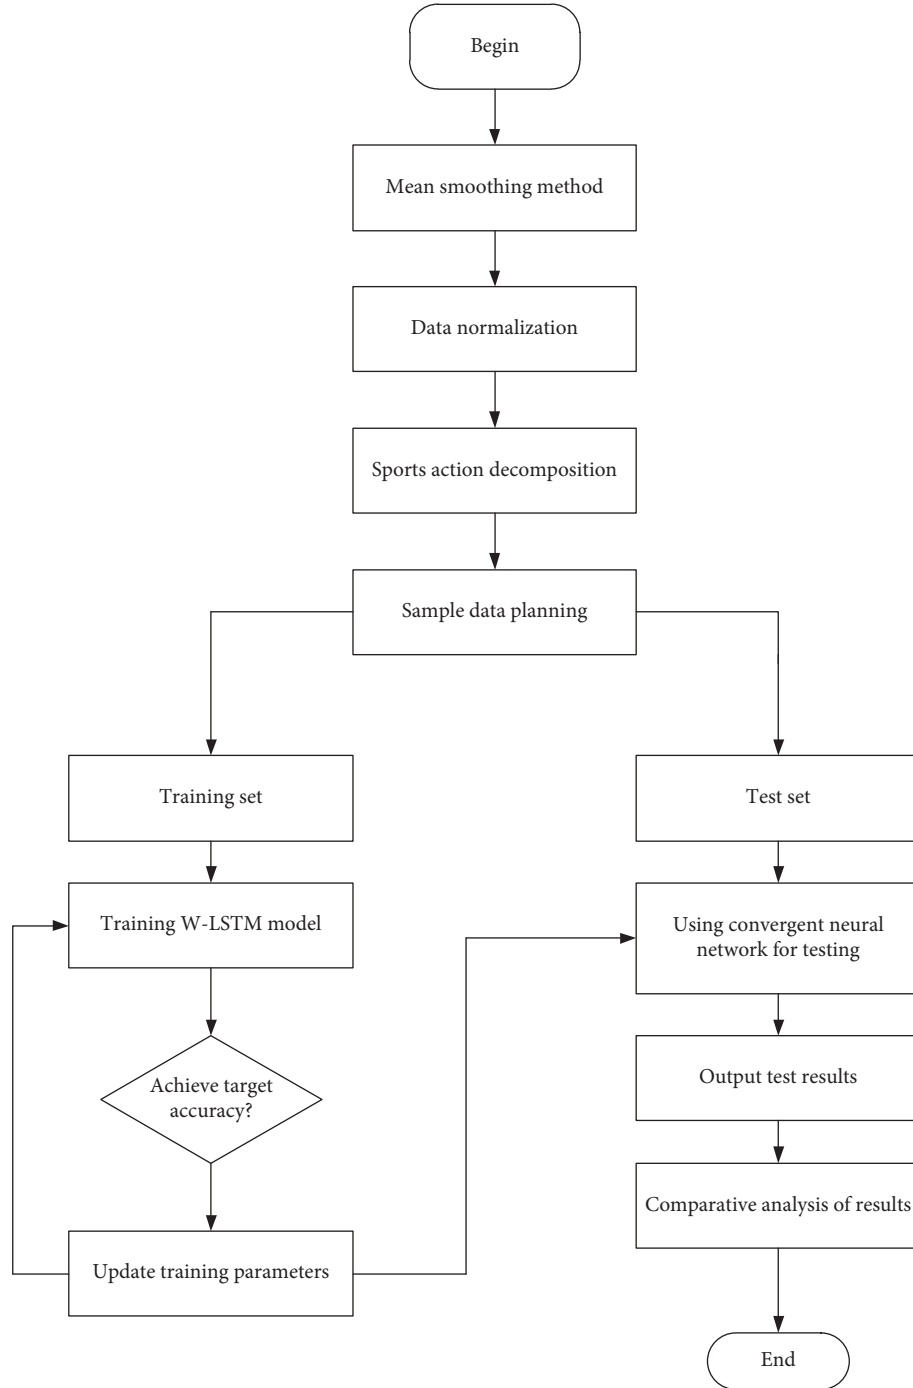 Begin
Mean smoothing method
Data normalization
Sports action decomposition
Sample data planning
Training set
Test set
Training W-LSTM model
Using convergent neural
network for testing
Achieve target
accuracy?
Output test results
Comparative analysis of results
Update training parameters
End